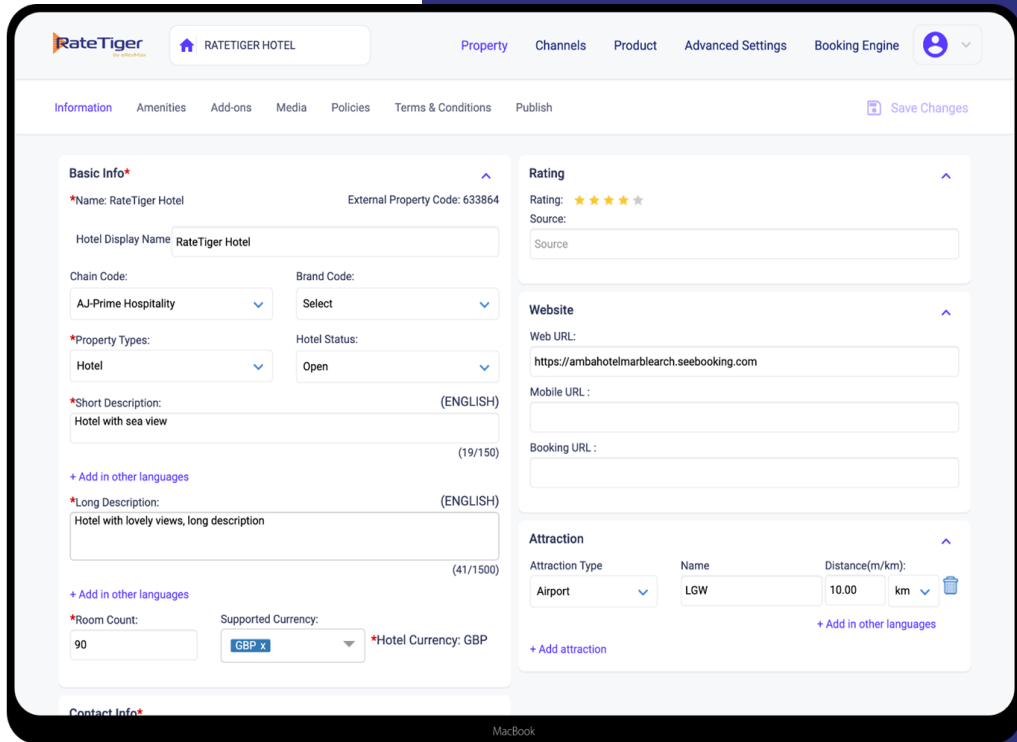 RateTiger
by eRevMax
RATETIGER HOTEL
Property
Channels
Product
Advanced Settings
Booking Engine
Information
Amenities
Add-ons
Media
Policies
Terms & Conditions
Publish
Save Changes
Basic Info*
*Name: RateTiger Hotel
External Property Code: 633864
Hotel Display Name
RateTiger Hotel
Chain Code:
Brand Code:
AJ-Prime Hospitality
Select
*Property Types:
Hotel Status:
Hotel
Open
*Short Description:
(ENGLISH)
Hotel with sea view
(19/150)
+ Add in other languages
*Long Description:
(ENGLISH)
Hotel with lovely views, long description
(41/1500)
+ Add in other languages
*Room Count:
Supported Currency:
90
GBP x
*Hotel Currency: GBP
Contact Info*
Rating
Rating:
Source:
Source
Website
Web URL:
https://ambahotelmarblearch.seebooking.com
Mobile URL :
Booking URL :
Attraction
Attraction Type
Name
Distance(m/km):
Airport
LGW
10.00
km
+ Add in other languages
+ Add attraction
MacBook